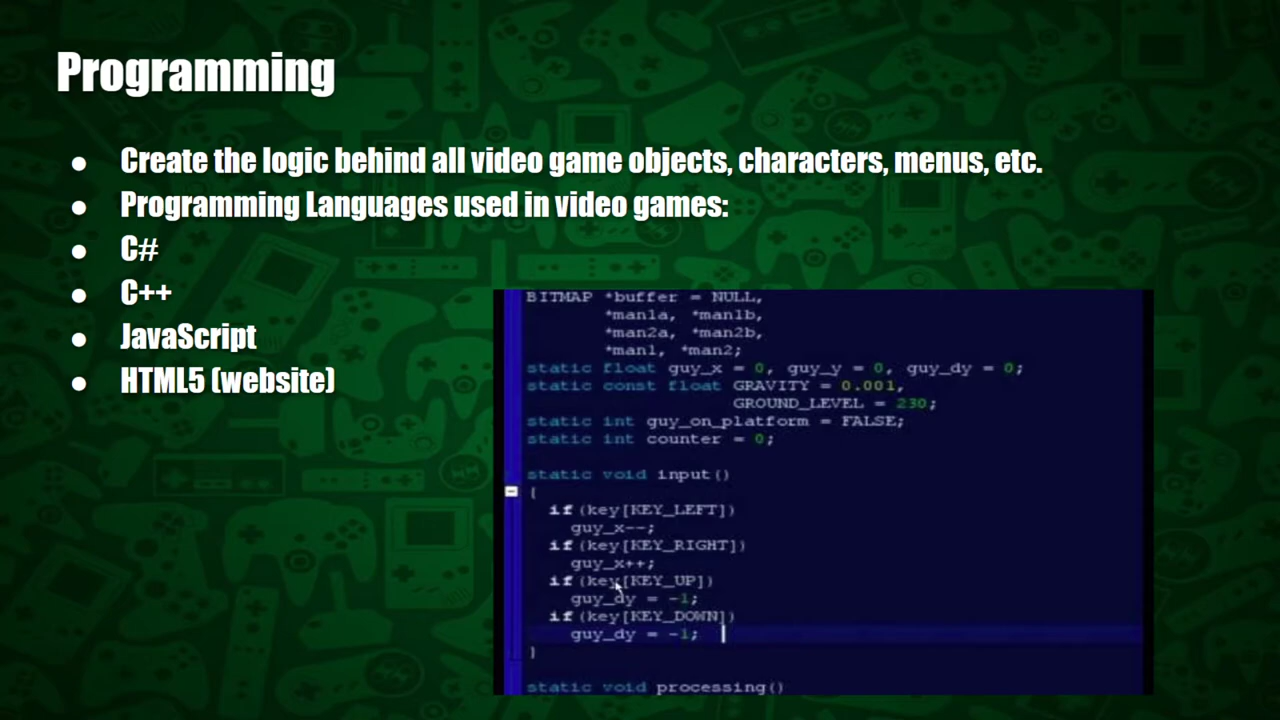 Programming
● Create the logic behind all video game objects, characters, menus, etc.
● Programming Languages used in video games:
● C#
● C++
● JavaScript
● HTML5 (website)
BITMAP *buffer = NULL,
*man1a, *man1b,
*man2a, *man2b,
*man1, *man2;
static float guy_x = 0, guy_y = 0, guy_dy = 0;
static const float GRAVITY = 0.001,
GROUND_LEVEL = 230;
static int guy_on_platform = FALSE;
static int counter = 0;
static void input()
{
if(key[KEY_LEFT])
guy_x--;
if(key[KEY_RIGHT])
guy_x++;
if(key[KEY_UP])
guy_dy = -1;
if(key[KEY_DOWN])
guy_dy = -1;
}
static void processing()